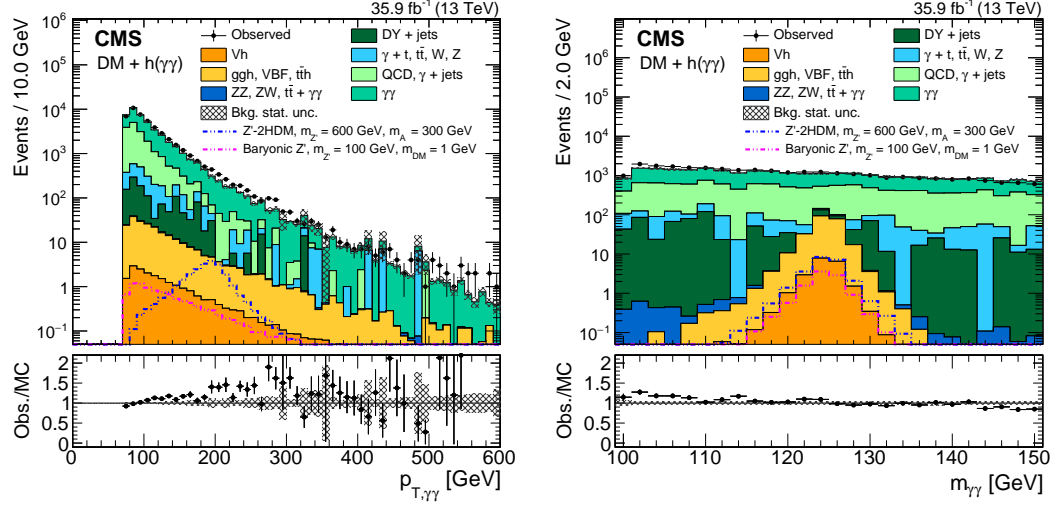 35.9 fb⁻¹ (13 TeV)
CMS
DM + h(γγ)
Observed
Vh
ggh, VBF, tt̄h
ZZ, ZW, tt̄ + γγ
DY + jets
γ + t, tt̄, W, Z
QCD, γ + jets
γγ
Bkg. stat. unc.
Z'-2HDM, m_Z' = 600 GeV, m_A = 300 GeV
Baryonic Z', m_Z' = 100 GeV, m_DM = 1 GeV
Events / 10.0 GeV
10⁶
10⁵
10⁴
10³
10²
10
1
10⁻¹
Obs./MC
2
1.5
1
0.5
0
0 100 200 300 400 500 600
p_T,γγ [GeV]
35.9 fb⁻¹ (13 TeV)
CMS
DM + h(γγ)
Observed
Vh
ggh, VBF, tt̄h
ZZ, ZW, tt̄ + γγ
DY + jets
γ + t, tt̄, W, Z
QCD, γ + jets
γγ
Bkg. stat. unc.
Z'-2HDM, m_Z' = 600 GeV, m_A = 300 GeV
Baryonic Z', m_Z' = 100 GeV, m_DM = 1 GeV
Events / 2.0 GeV
10⁶
10⁵
10⁴
10³
10²
10
1
10⁻¹
Obs./MC
2
1.5
1
0.5
0
100 110 120 130 140 150
m_γγ [GeV]